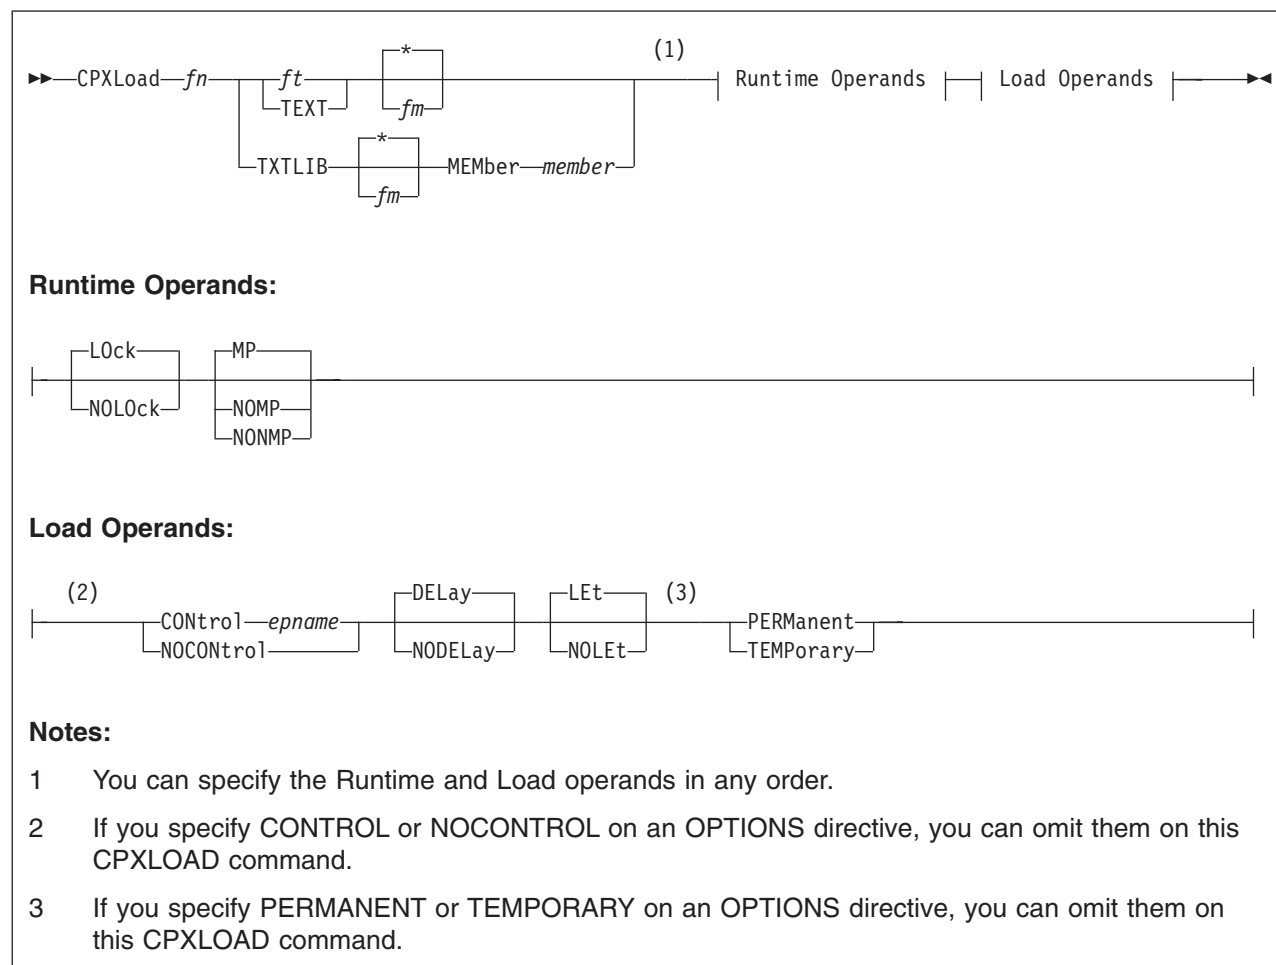 *
(1)
CPXLoad fn ft Runtime Operands Load Operands
TEXT fm
*
TXTLIB MEMber member
fm
Runtime Operands:
LOck MP
NOLOck NOMP
NONMP
Load Operands:
(2) DELay LEt (3)
CONtrol epname PERManent
NOCONtrol NODELay NOLEt TEMPorary
Notes:
1 You can specify the Runtime and Load operands in any order.
2 If you specify CONTROL or NOCONTROL on an OPTIONS directive, you can omit them on this
CPXLOAD command.
3 If you specify PERMANENT or TEMPORARY on an OPTIONS directive, you can omit them on
this CPXLOAD command.